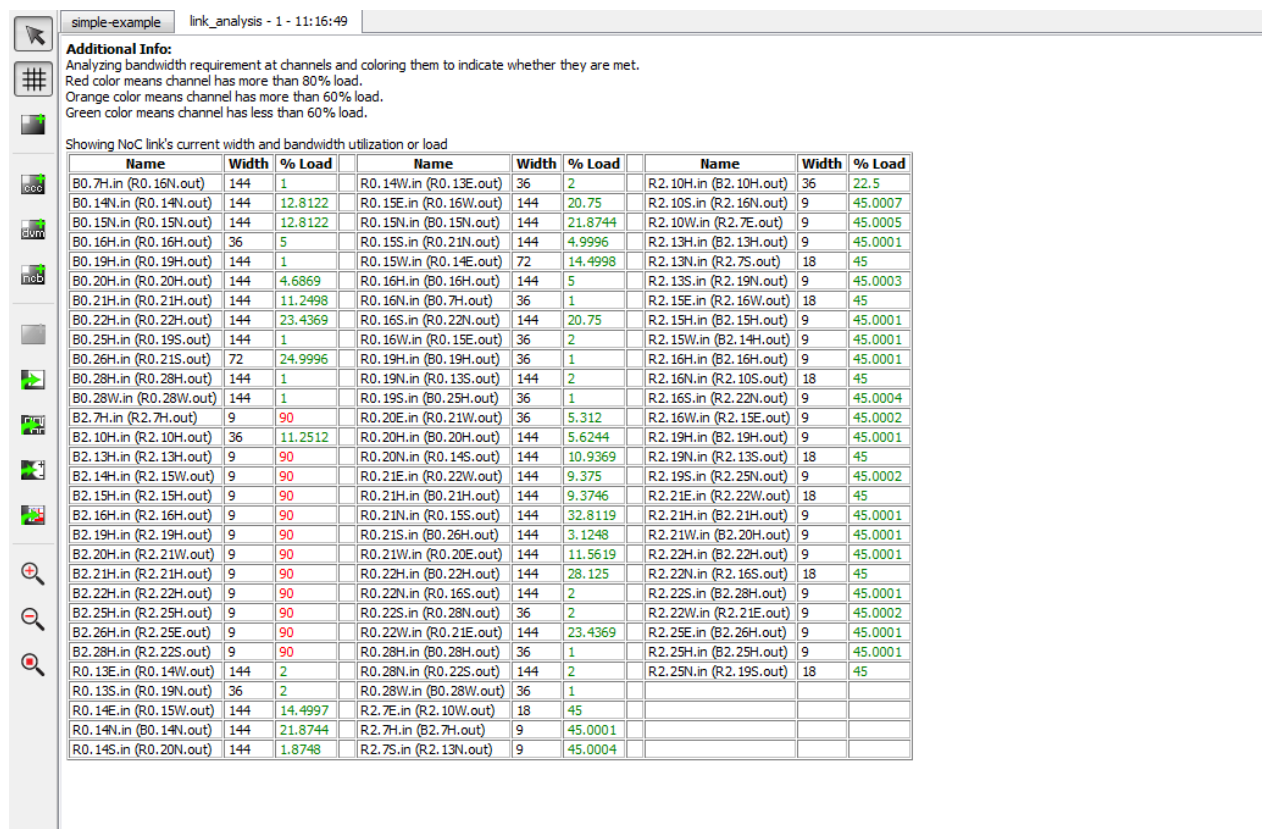 simple-example link_analysis - 1 - 11:16:49
Additional Info:
Analyzing bandwidth requirement at channels and coloring them to indicate whether they are met.
Red color means channel has more than 80% load.
Orange color means channel has more than 60% load.
Green color means channel has less than 60% load.
Showing NoC link's current width and bandwidth utilization or load
Name Width % Load Name Width % Load Name Width % Load
B0.7H.in (R0.16N.out) 144 1 R0.14W.in (R0.13E.out) 36 2 R2.10H.in (B2.10H.out) 36 22.5
B0.14N.in (R0.14N.out) 144 12.8122 R0.15E.in (R0.16W.out) 144 20.75 R2.10S.in (R2.16N.out) 9 45.0007
B0.15N.in (R0.15N.out) 144 12.8122 R0.15N.in (B0.15N.out) 144 21.8744 R2.10W.in (R2.7E.out) 9 45.0005
B0.16H.in (R0.16H.out) 36 5 R0.15S.in (R0.21N.out) 144 4.9996 R2.13H.in (B2.13H.out) 9 45.0001
B0.19H.in (R0.19H.out) 144 1 R0.15W.in (R0.14E.out) 72 14.4998 R2.13N.in (R2.7S.out) 18 45
B0.20H.in (R0.20H.out) 144 4.6869 R0.16H.in (B0.16H.out) 144 5 R2.13S.in (R2.19N.out) 9 45.0003
B0.21H.in (R0.21H.out) 144 11.2498 R0.16N.in (B0.7H.out) 36 1 R2.15E.in (R2.16W.out) 18 45
B0.22H.in (R0.22H.out) 144 23.4369 R0.16S.in (R0.22N.out) 144 20.75 R2.15H.in (B2.15H.out) 9 45.0001
B0.25H.in (R0.19S.out) 144 1 R0.16W.in (R0.15E.out) 36 2 R2.15W.in (B2.14H.out) 9 45.0001
B0.26H.in (R0.21S.out) 72 24.9996 R0.19H.in (B0.19H.out) 36 1 R2.16H.in (B2.16H.out) 9 45.0001
B0.28H.in (R0.28H.out) 144 1 R0.19N.in (R0.13S.out) 144 2 R2.16N.in (R2.10S.out) 18 45
B0.28W.in (R0.28W.out) 144 1 R0.19S.in (B0.25H.out) 36 1 R2.16S.in (R2.22N.out) 9 45.0004
B2.7H.in (R2.7H.out) 9 90 R0.20E.in (R0.21W.out) 36 5.312 R2.16W.in (R2.15E.out) 9 45.0002
B2.10H.in (R2.10H.out) 36 11.2512 R0.20H.in (B0.20H.out) 144 5.6244 R2.19H.in (B2.19H.out) 9 45.0001
B2.13H.in (R2.13H.out) 9 90 R0.20N.in (R0.14S.out) 144 10.9369 R2.19N.in (R2.13S.out) 18 45
B2.14H.in (R2.15W.out) 9 90 R0.21E.in (R0.22W.out) 144 9.375 R2.19S.in (R2.25N.out) 9 45.0002
B2.15H.in (R2.15H.out) 9 90 R0.21H.in (B0.21H.out) 144 9.3746 R2.21E.in (R2.22W.out) 18 45
B2.16H.in (R2.16H.out) 9 90 R0.21N.in (R0.15S.out) 144 32.8119 R2.21H.in (B2.21H.out) 9 45.0001
B2.19H.in (R2.19H.out) 9 90 R0.21S.in (B0.26H.out) 144 3.1248 R2.21W.in (B2.20H.out) 9 45.0001
B2.20H.in (R2.21W.out) 9 90 R0.21W.in (R0.20E.out) 144 11.5619 R2.22H.in (B2.22H.out) 9 45.0001
B2.21H.in (R2.21H.out) 9 90 R0.22H.in (B0.22H.out) 144 28.125 R2.22N.in (R2.16S.out) 18 45
B2.22H.in (R2.22H.out) 9 90 R0.22N.in (R0.16S.out) 144 2 R2.22S.in (B2.28H.out) 9 45.0001
B2.25H.in (R2.25H.out) 9 90 R0.22S.in (R0.28N.out) 36 2 R2.22W.in (R2.21E.out) 9 45.0002
B2.26H.in (R2.25E.out) 9 90 R0.22W.in (R0.21E.out) 144 23.4369 R2.25E.in (B2.26H.out) 9 45.0001
B2.28H.in (R2.22S.out) 9 90 R0.28H.in (B0.28H.out) 36 1 R2.25H.in (B2.25H.out) 9 45.0001
R0.13E.in (R0.14W.out) 144 2 R0.28N.in (R0.22S.out) 144 2 R2.25N.in (R2.19S.out) 18 45
R0.13S.in (R0.19N.out) 36 2 R0.28W.in (B0.28W.out) 36 1
R0.14E.in (R0.15W.out) 144 14.4997 R2.7E.in (R2.10W.out) 18 45
R0.14N.in (B0.14N.out) 144 21.8744 R2.7H.in (B2.7H.out) 9 45.0001
R0.14S.in (R0.20N.out) 144 1.8748 R2.7S.in (R2.13N.out) 9 45.0004
ccc
dvm
ncb